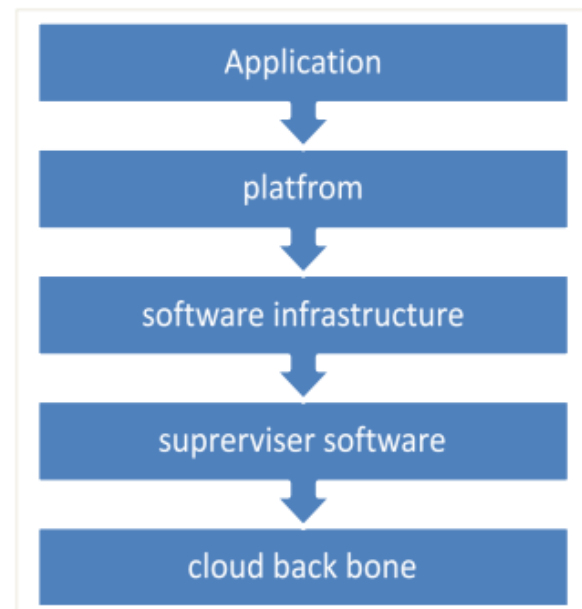 Application
platfrom
software infrastructure
suprerviser software
cloud back bone